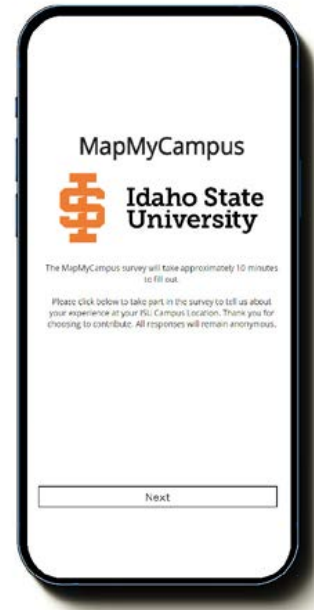 MapMyCampus
Idaho State
University
The MapMyCampus survey will take approximately 10 minutes
to fill out.
Please click below to take part in the survey to tell us about
your experience at your ISU Campus Location. Thank you for
choosing to contribute. All responses will remain anonymous.
Next